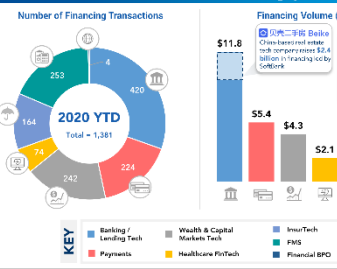 Number of Financing Transactions
Financing Volume
4
420
224
242
74
164
253
2020 YTD
Total = 1,381
$11.8
贝壳二手房 Beike
China-based real estate
tech company raises $2.4
billion in financing led by
SoftBank
$5.4
$4.3
$2.1
KEY
Banking /
Lending Tech
Wealth & Capital
Markets Tech
InsurTech
Payments
Healthcare FinTech
FMS
Financial BPO